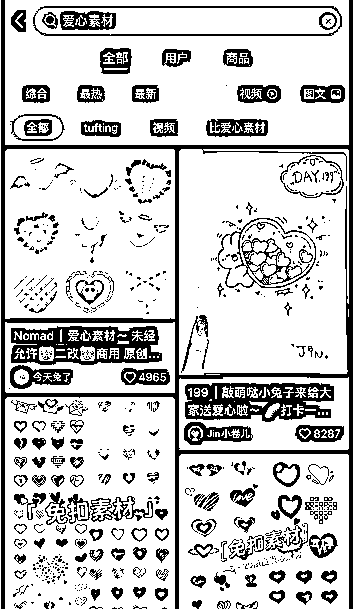 爱心素材
全部 用户 商品
综合 最热 最新 视频 图文
全部 tufting 视频 比爱心素材
DAY.199
Jin.
Nomad | 爱心素材~ 未经
允许二改商用 原创...
今天兔了
4965
199 | 敲萌哒小兔子来给大
家送爱心啦~ 打卡一...
Jin小卷儿
8287
「免扣素材」
love
「免扣素材」